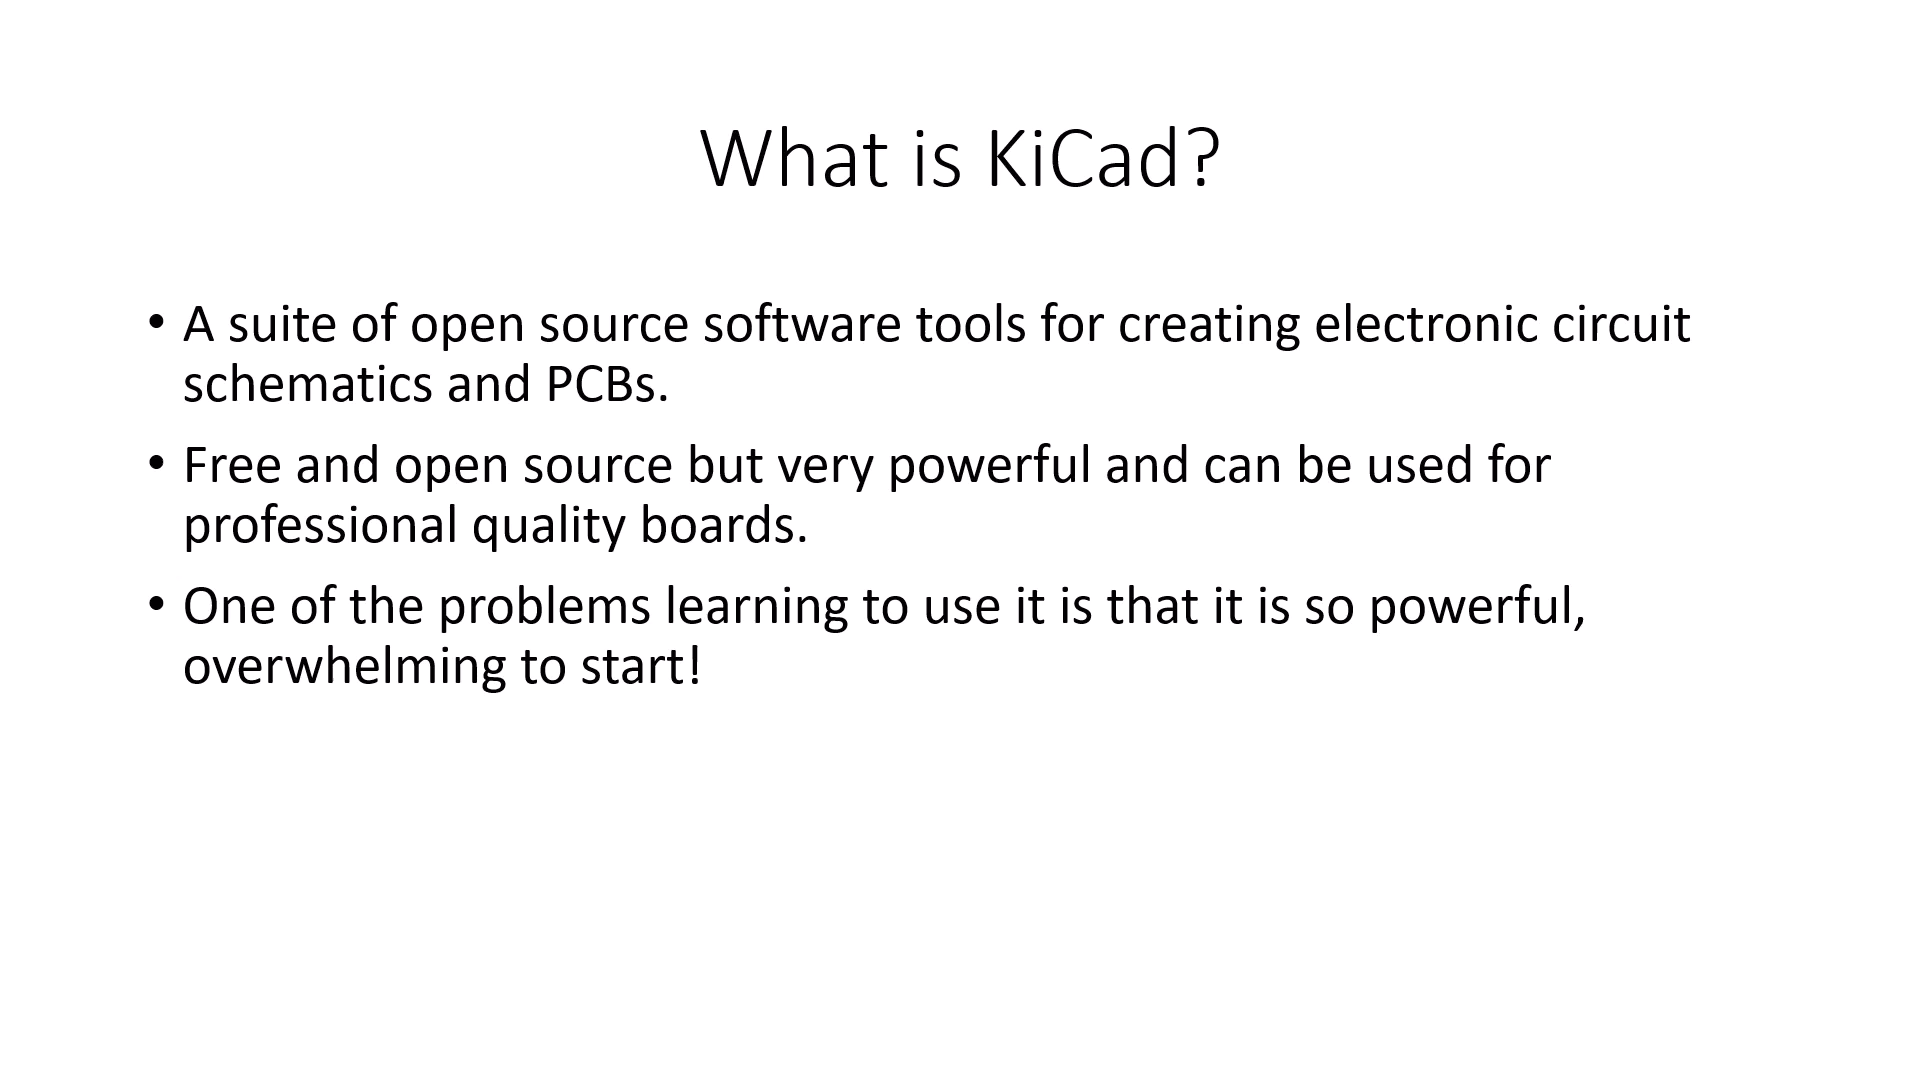 What is KiCad?
• A suite of open source software tools for creating electronic circuit
schematics and PCBs.
• Free and open source but very powerful and can be used for
professional quality boards.
• One of the problems learning to use it is that it is so powerful,
overwhelming to start!